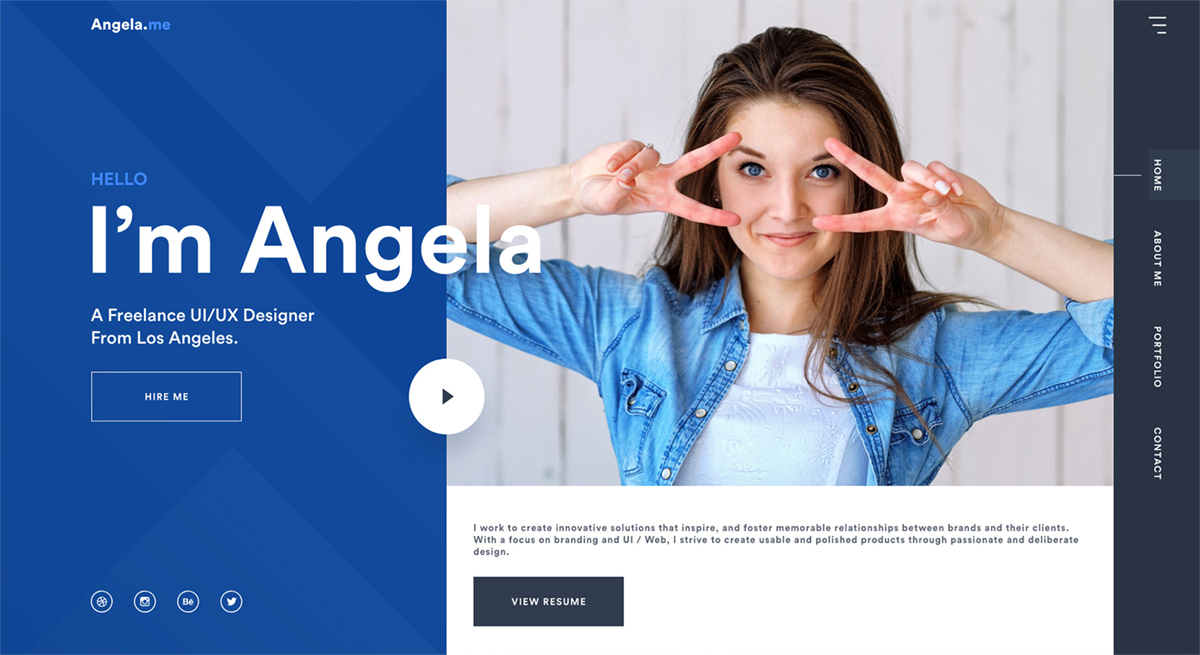 Angela.me
HELLO
I'm Angela
A Freelance UI/UX Designer
From Los Angeles.
HIRE ME
Bē
I work to create innovative solutions that inspire, and foster memorable relationships between brands and their clients.
With a focus on branding and UI / Web, I strive to create usable and polished products through passionate and deliberate
design.
VIEW RESUME
HOME
ABOUT ME
PORTFOLIO
CONTACT